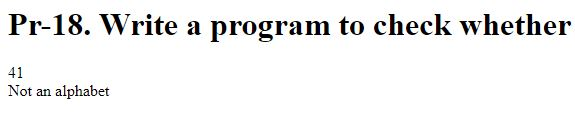 Pr-18. Write a program to check whether
41
Not an alphabet